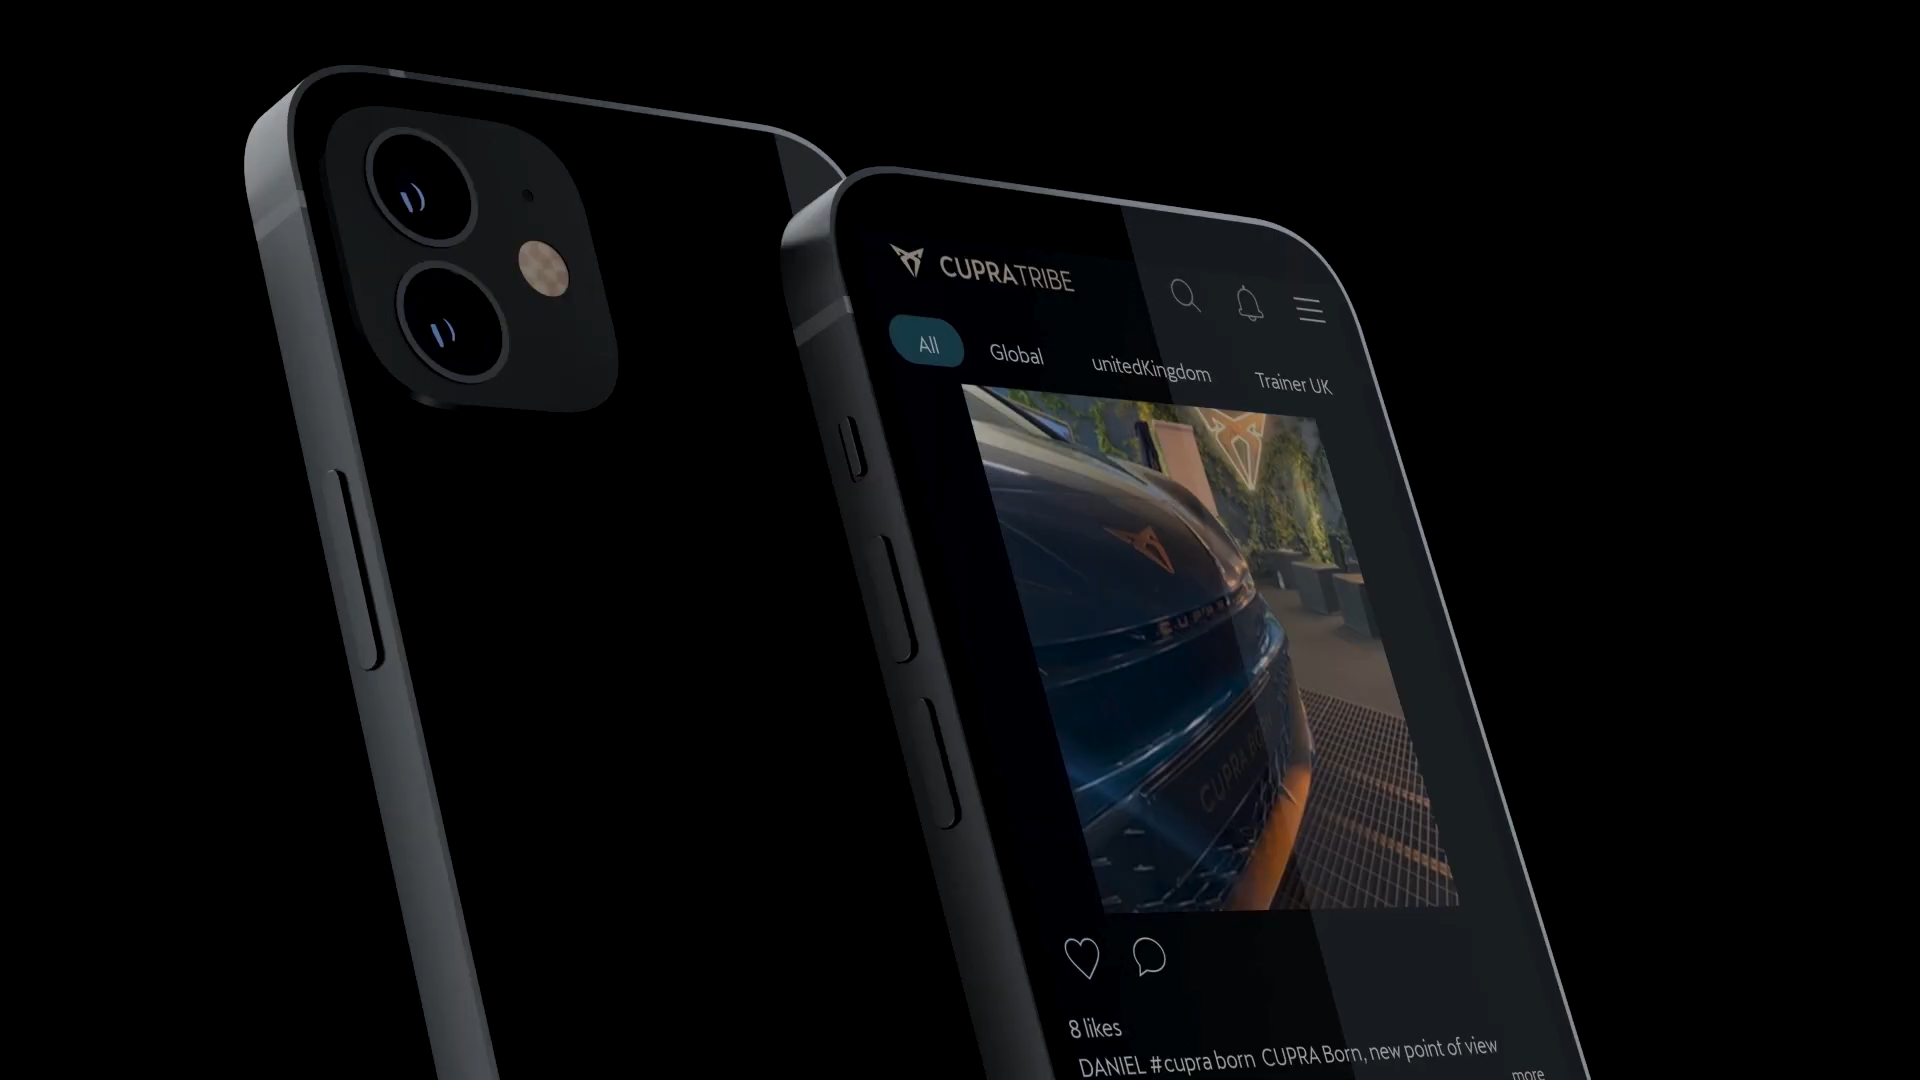 CUPRATRIBE
All Global unitedKingdom Trainer UK
CUPRA
CUPRA BORN
8 likes
DANIEL #cupra born CUPRA Born, new point of view
more